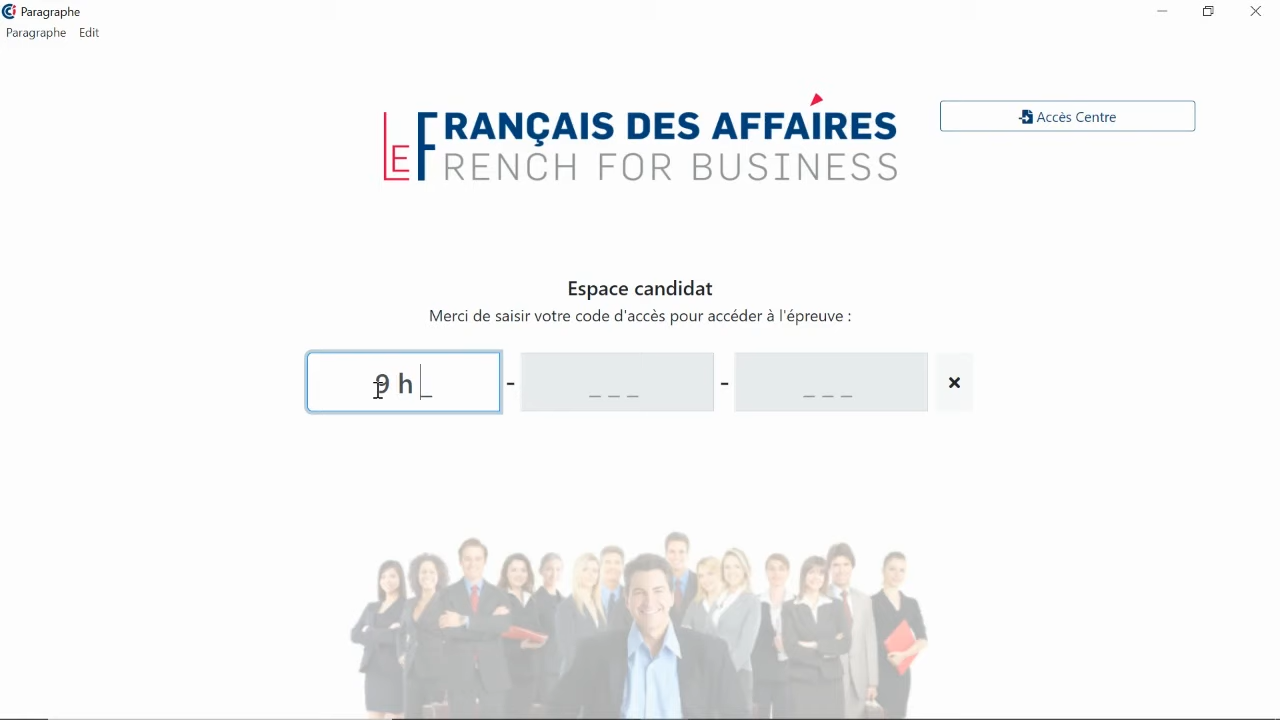 Paragraphe
Paragraphe Edit
LE FRANÇAIS DES AFFAIRES
FRENCH FOR BUSINESS
Accès Centre
Espace candidat
Merci de saisir votre code d'accès pour accéder à l'épreuve :
9 h _ - _ _ _ - _ _ _ ×